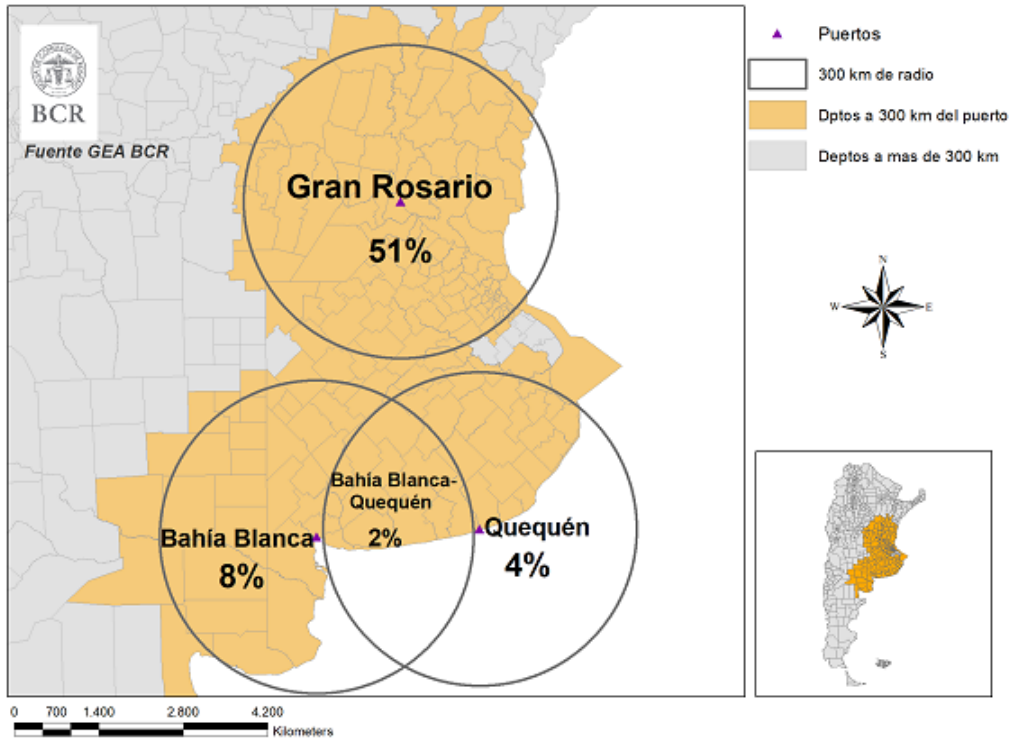 BCR
Fuente GEA BCR
Gran Rosario
51%
Bahía Blanca-
Quequén
2%
Bahía Blanca
8%
Quequén
4%
Puertos
300 km de radio
Dptos a 300 km del puerto
Deptos a mas de 300 km
N
W
E
S
0 700 1.400 2.800 4.200
Kilometers